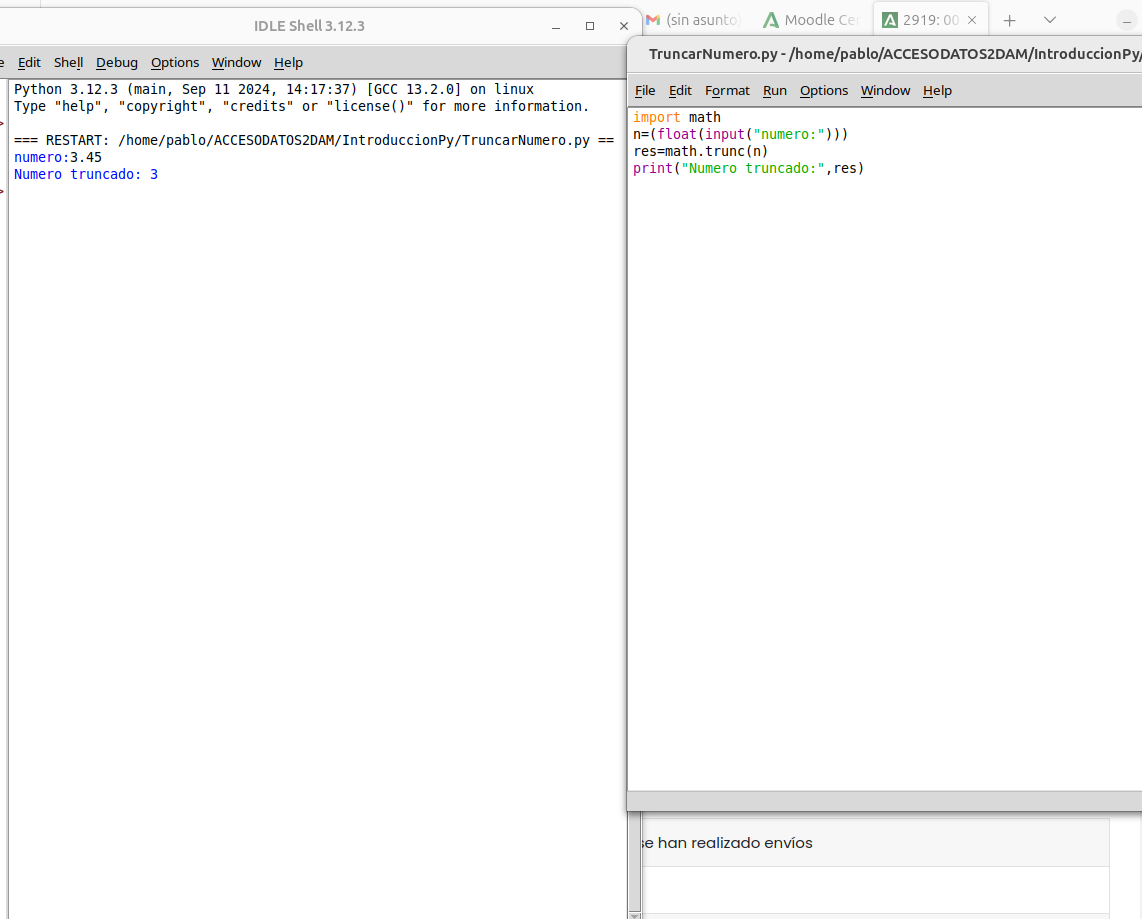 IDLE Shell 3.12.3
Edit Shell Debug Options Window Help
Python 3.12.3 (main, Sep 11 2024, 14:17:37) [GCC 13.2.0] on linux
Type "help", "copyright", "credits" or "license()" for more information.
=== RESTART: /home/pablo/ACCESODATOS2DAM/IntroduccionPy/TruncarNumero.py ==
numero:3.45
Numero truncado: 3
(sin asunto)
Moodle Ce
2919: 00
TruncarNumero.py - /home/pablo/ACCESODATOS2DAM/IntroduccionPy/
File Edit Format Run Options Window Help
import math
n=(float(input("numero:")))
res=math.trunc(n)
print("Numero truncado:",res)
se han realizado envíos